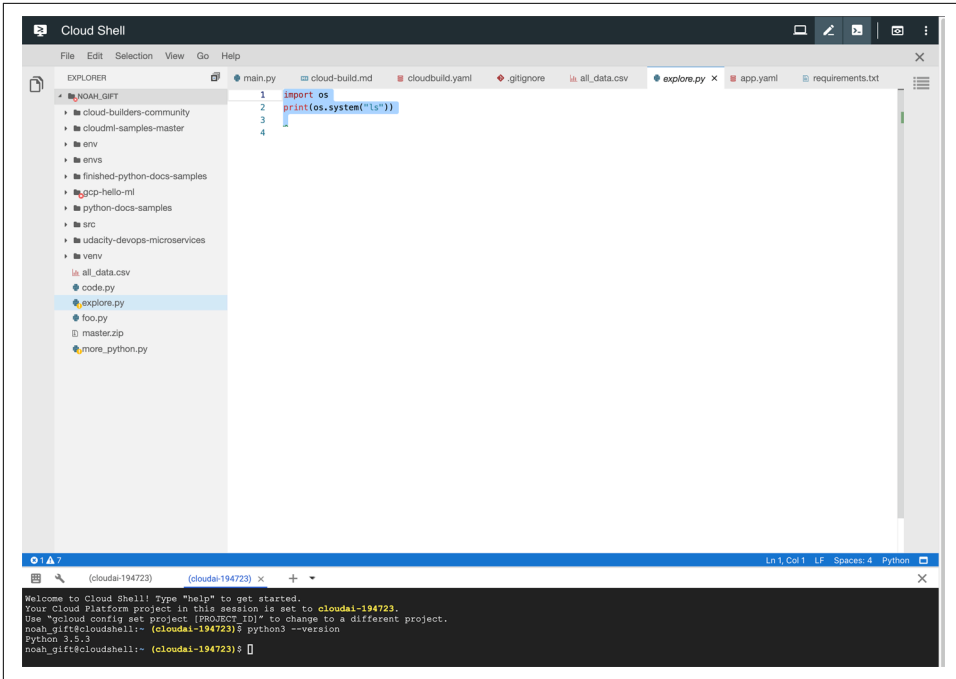 Cloud Shell
File Edit Selection View Go Help
EXPLORER
NOAH_GIFT
cloud-builders-community
cloudml-samples-master
env
envs
finished-python-docs-samples
gcp-hello-ml
python-docs-samples
src
udacity-devops-microservices
venv
all_data.csv
code.py
explore.py
foo.py
master.zip
more_python.py
main.py cloud-build.md cloudbuild.yaml .gitignore all_data.csv explore.py × app.yaml requirements.txt
1 import os
2 print(os.system("ls"))
3
4
1 7 Ln 1, Col 1 LF Spaces: 4 Python
(cloudai-194723) (cloudai-194723) × +
Welcome to Cloud Shell! Type "help" to get started.
Your Cloud Platform project in this session is set to cloudai-194723.
Use "gcloud config set project [PROJECT_ID]" to change to a different project.
noah_gift@cloudshell:~ (cloudai-194723)$ python3 --version
Python 3.5.3
noah_gift@cloudshell:~ (cloudai-194723)$